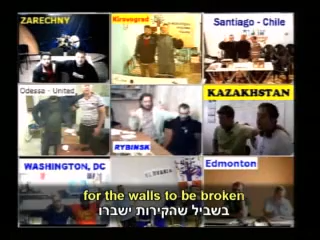 ZARECHNY
Kirovograd
Santiago - Chile
Odessa - United
RYBINSK
KAZAKHSTAN
WASHINGTON, DC
Edmonton
for the walls to be broken
בשביל שהקירות ישברו